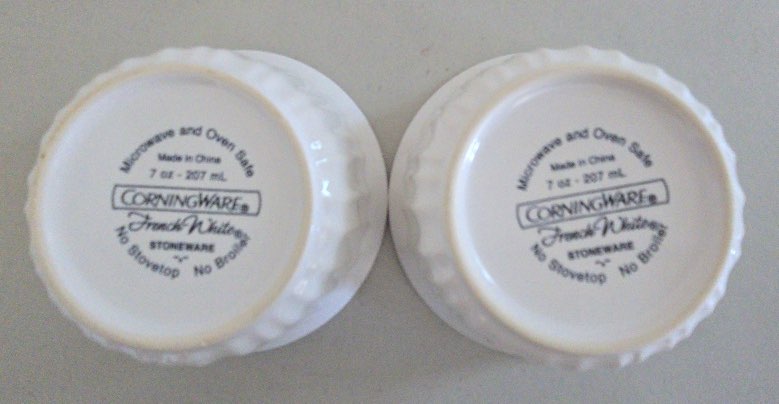 Microwave and Oven Safe
Made in China
7 oz - 207 mL
CORNINGWARE®
French White®
STONEWARE
"v"
No Stovetop No Broiler
Microwave and Oven Safe
Made in China
7 oz - 207 mL
CORNINGWARE®
French White®
STONEWARE
"v"
No Stovetop No Broiler